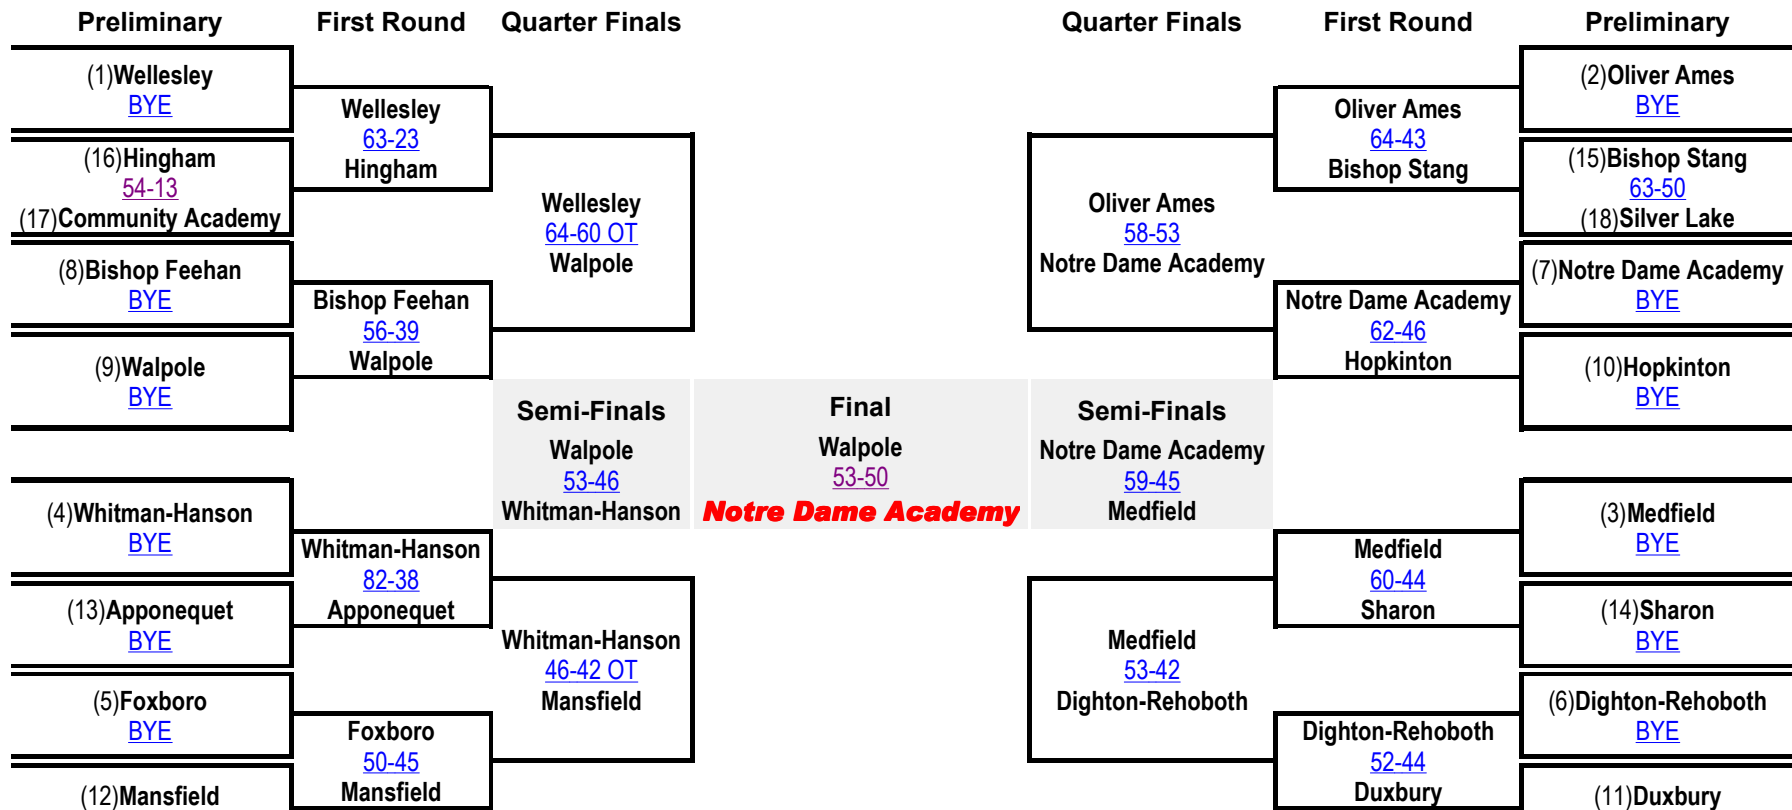 Preliminary First Round Quarter Finals Quarter Finals First Round Preliminary
(1)Wellesley
BYE
(16)Hingham
54-13
(17)Community Academy
(8)Bishop Feehan
BYE
(9)Walpole
BYE
(4)Whitman-Hanson
BYE
(13)Apponequet
BYE
(5)Foxboro
BYE
(12)Mansfield
Wellesley
63-23
Hingham
Bishop Feehan
56-39
Walpole
Whitman-Hanson
82-38
Apponequet
Foxboro
50-45
Mansfield
Wellesley
64-60 OT
Walpole
Semi-Finals
Walpole
53-46
Whitman-Hanson
Whitman-Hanson
46-42 OT
Mansfield
Final
Walpole
53-50
Notre Dame Academy
Oliver Ames
58-53
Notre Dame Academy
Semi-Finals
Notre Dame Academy
59-45
Medfield
Medfield
53-42
Dighton-Rehoboth
Oliver Ames
64-43
Bishop Stang
Notre Dame Academy
62-46
Hopkinton
Medfield
60-44
Sharon
Dighton-Rehoboth
52-44
Duxbury
(2)Oliver Ames
BYE
(15)Bishop Stang
63-50
(18)Silver Lake
(7)Notre Dame Academy
BYE
(10)Hopkinton
BYE
(3)Medfield
BYE
(14)Sharon
BYE
(6)Dighton-Rehoboth
BYE
(11)Duxbury